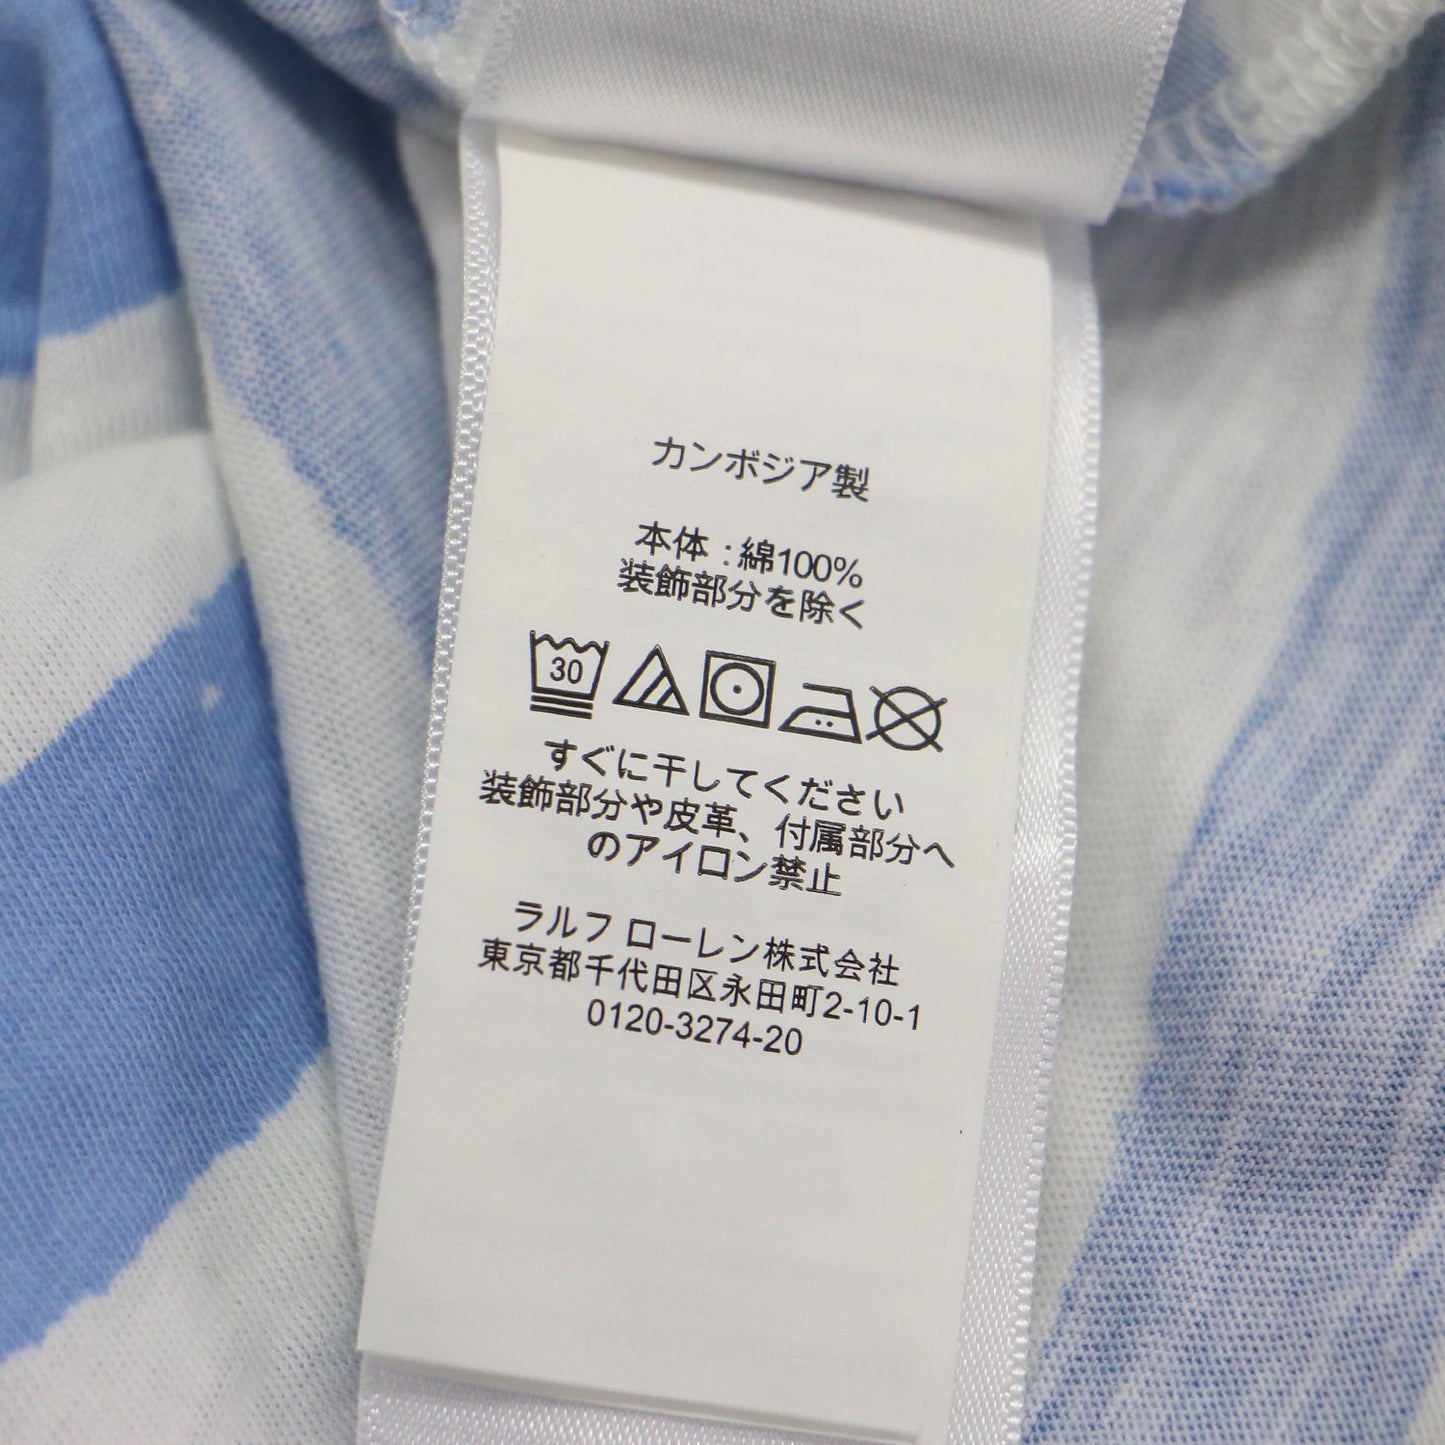 カンボジア製
本体 : 綿100%
装飾部分を除く
30
すぐに干してください
装飾部分や皮革、付属部分へ
のアイロン禁止
ラルフ ローレン株式会社
東京都千代田区永田町2-10-1
0120-3274-20